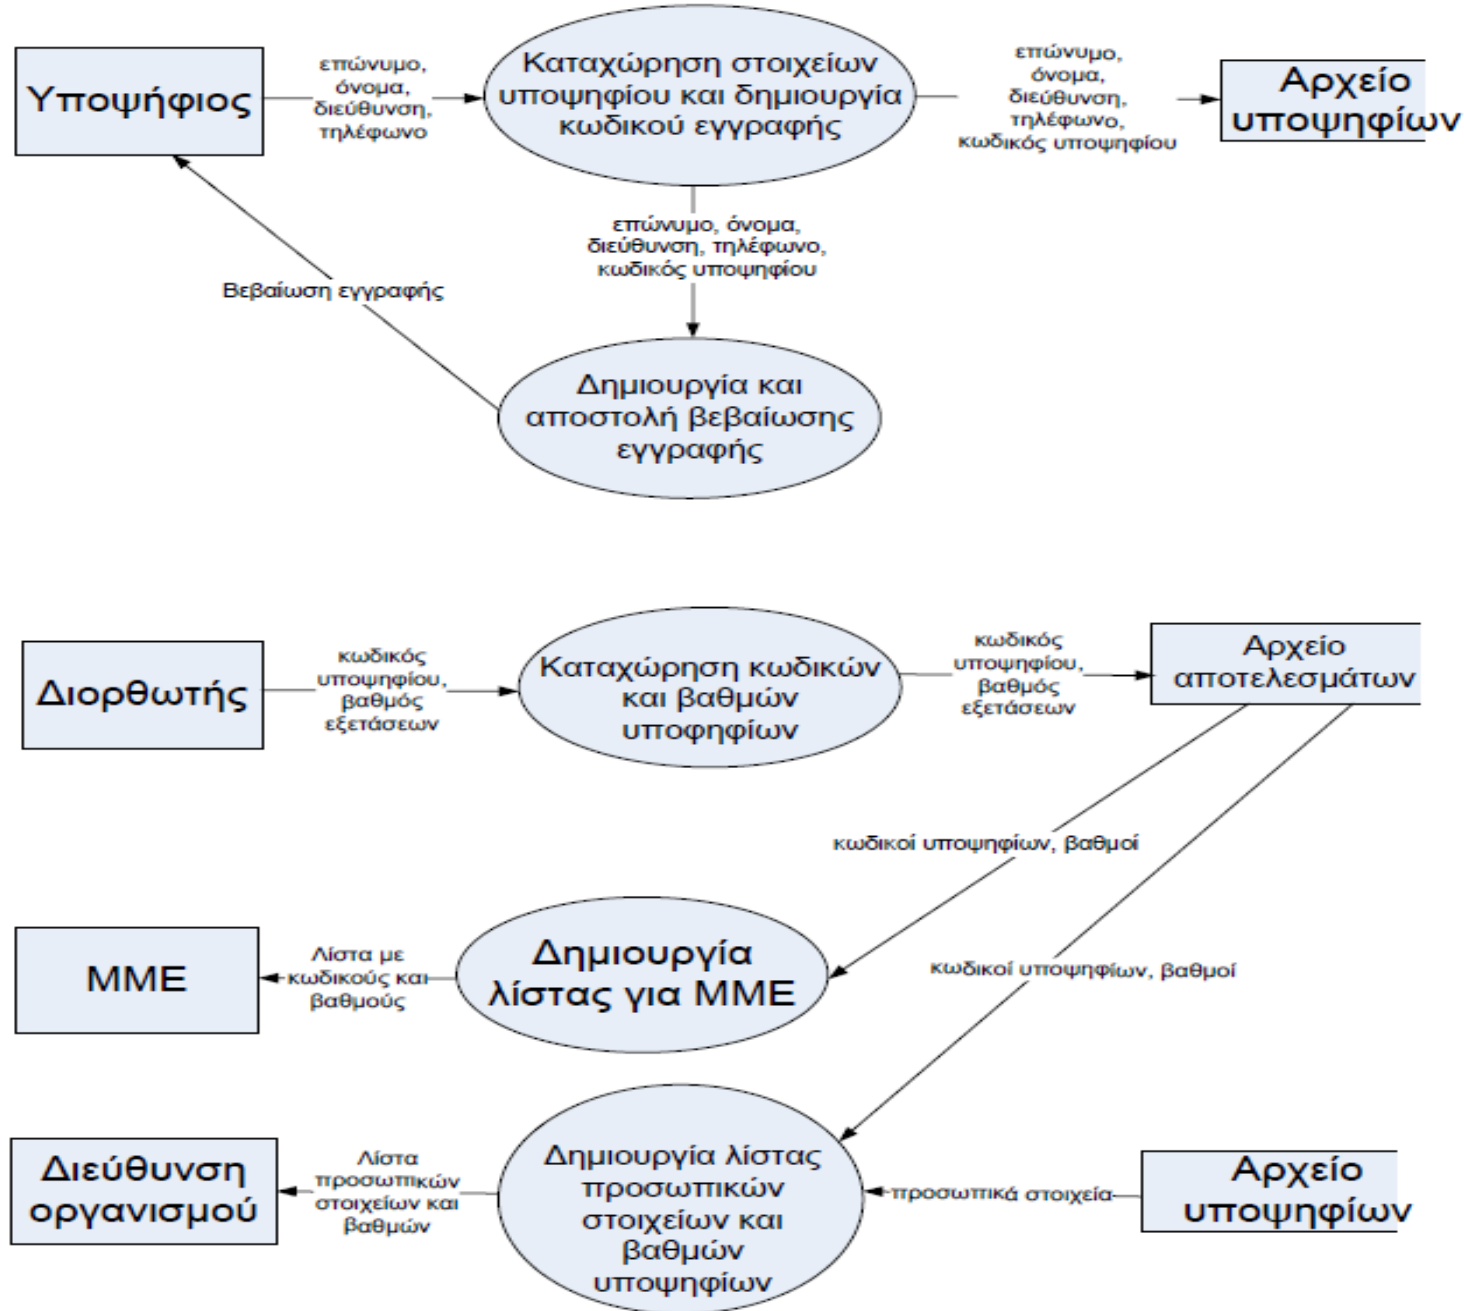 Υποψήφιος
επώνυμο,
όνομα,
διεύθυνση,
τηλέφωνο
Καταχώρηση στοιχείων
υποψηφίου και δημιουργία
κωδικού εγγραφής
επώνυμο,
όνομα,
διεύθυνση,
τηλέφωνο,
κωδικός υποψηφίου
Αρχείο
υποψηφίων
επώνυμο, όνομα,
διεύθυνση, τηλέφωνο,
κωδικός υποψηφίου
Βεβαίωση εγγραφής
Δημιουργία και
αποστολή βεβαίωσης
εγγραφής
Διορθωτής
κωδικός
υποψηφίου,
βαθμός
εξετάσεων
Καταχώρηση κωδικών
και βαθμών
υποφηφίων
κωδικός
υποψηφίου,
βαθμός
εξετάσεων
Αρχείο
αποτελεσμάτων
κωδικοί υποψηφίων, βαθμοί
κωδικοί υποψηφίων, βαθμοί
ΜΜΕ
Λίστα με
κωδικούς και
βαθμούς
Δημιουργία
λίστας για ΜΜΕ
Διεύθυνση
οργανισμού
Λίστα
προσωπικών
στοιχείων και
βαθμών
Δημιουργία λίστας
προσωπικών
στοιχείων και
βαθμών
υποψηφίων
προσωπικά στοιχεία
Αρχείο
υποψηφίων